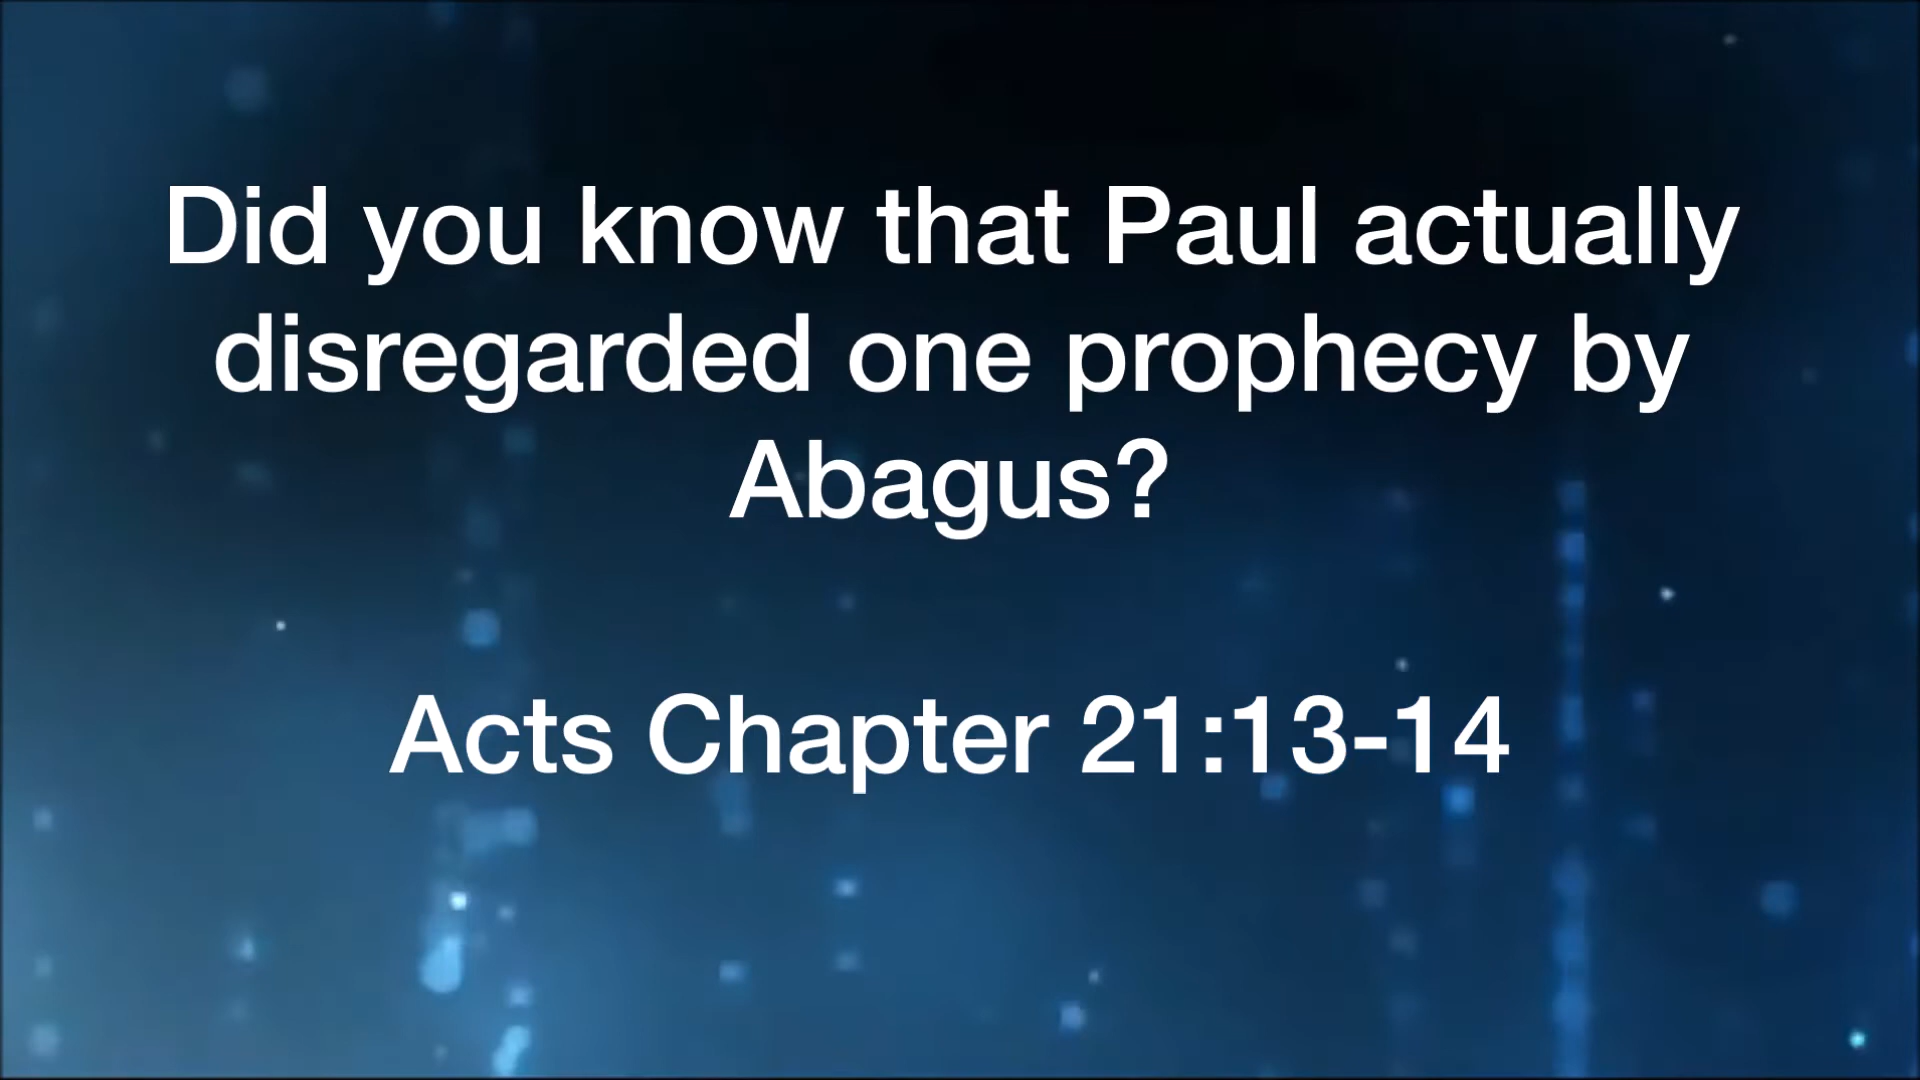 Did you know that Paul actually
disregarded one prophecy by
Abagus?
Acts Chapter 21:13-14